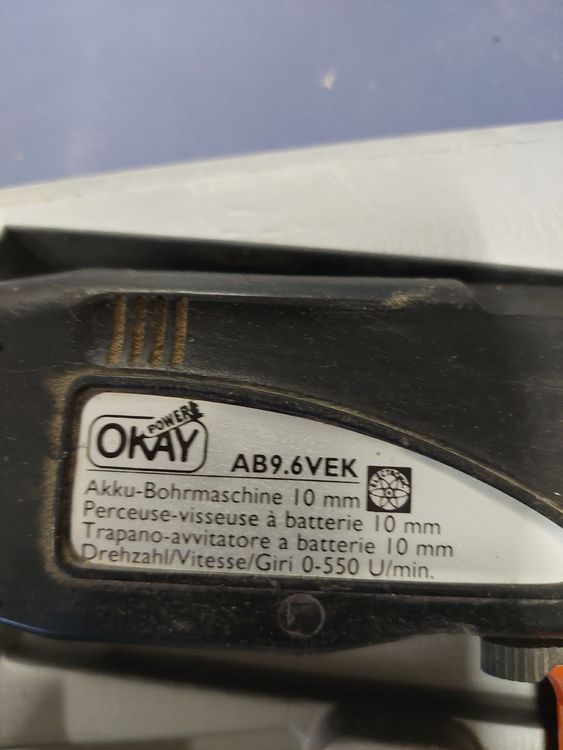 POWER
OKAY
AB9.6VEK
ELECTRONIC
Akku-Bohrmaschine 10 mm
Perceuse-visseuse à batterie 10 mm
Trapano-avvitatore a batterie 10 mm
Drehzahl/Vitesse/Giri 0-550 U/min.